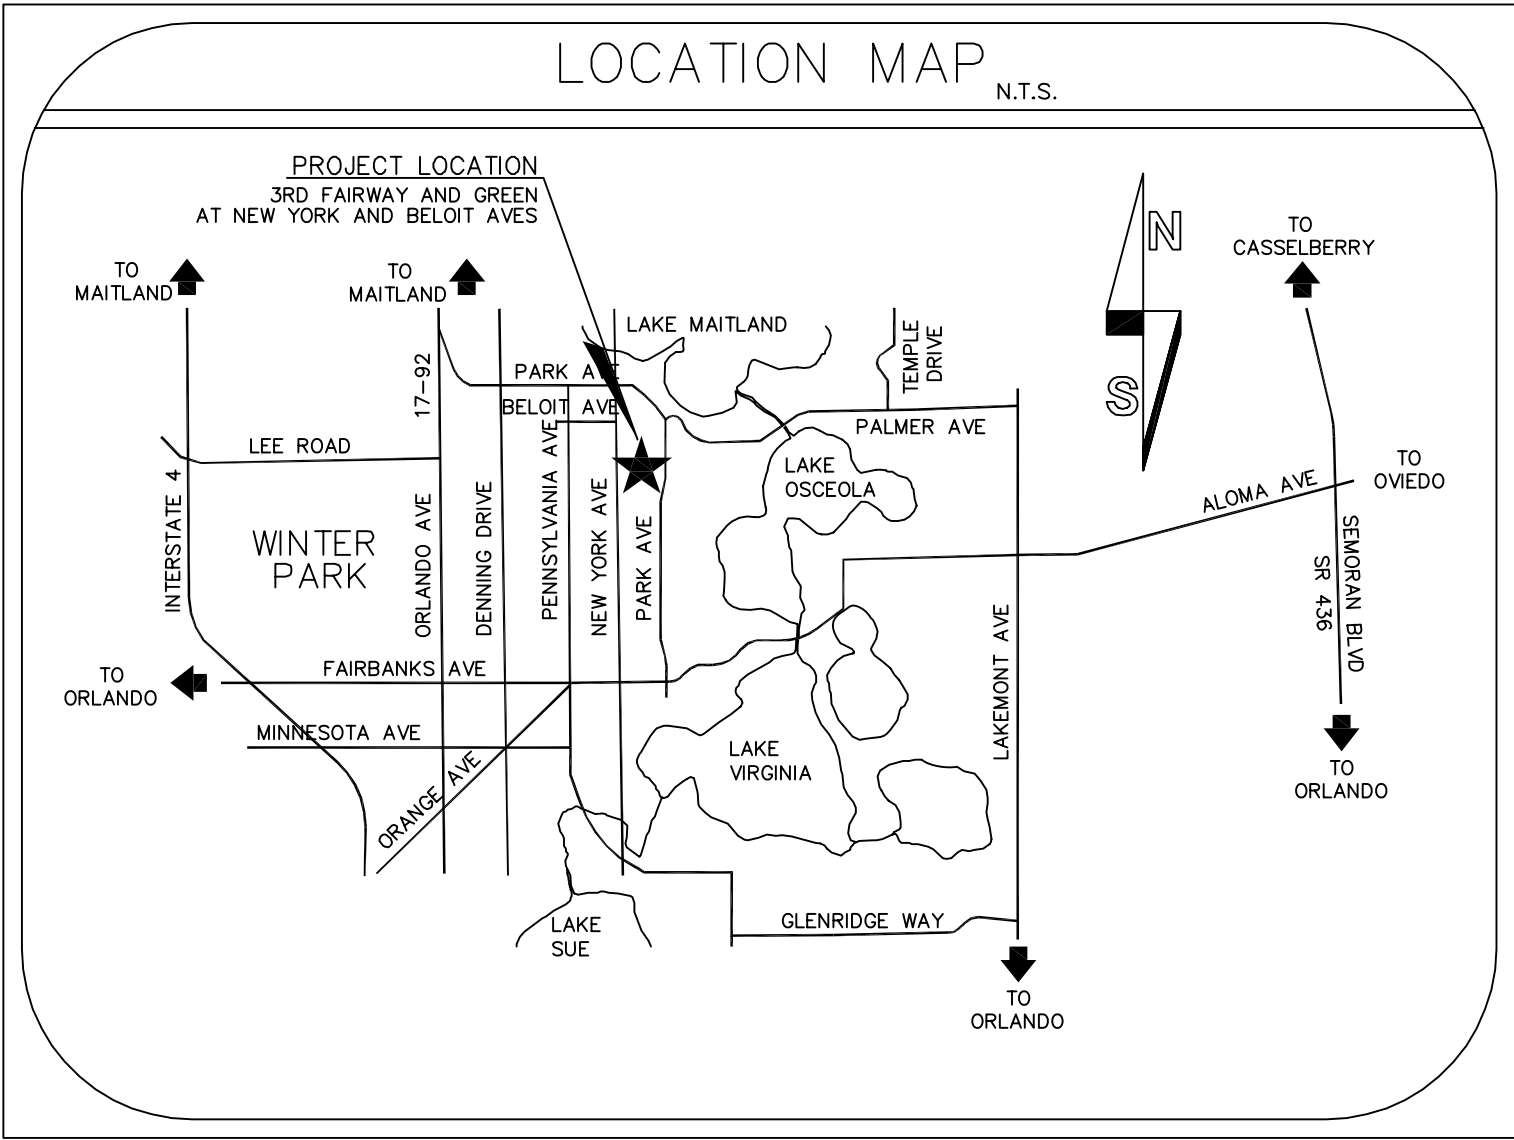 LOCATION MAP
N.T.S.
PROJECT LOCATION
3RD FAIRWAY AND GREEN
AT NEW YORK AND BELOIT AVES
N
S
TO
MAITLAND
TO
MAITLAND
TO
CASSELBERRY
LAKE MAITLAND
TEMPLE
DRIVE
17-92
PARK AVE
BELOIT AVE
PALMER AVE
LEE ROAD
LAKE
OSCEOLA
TO
OVIEDO
ALOMA AVE
INTERSTATE 4
WINTER
PARK
ORLANDO AVE
DENNING DRIVE
PENNSYLVANIA AVE
NEW YORK AVE
PARK AVE
LAKEMONT AVE
SEMORAN BLVD
SR 436
TO
ORLANDO
FAIRBANKS AVE
MINNESOTA AVE
ORANGE AVE
LAKE
VIRGINIA
TO
ORLANDO
LAKE
SUE
GLENRIDGE WAY
TO
ORLANDO